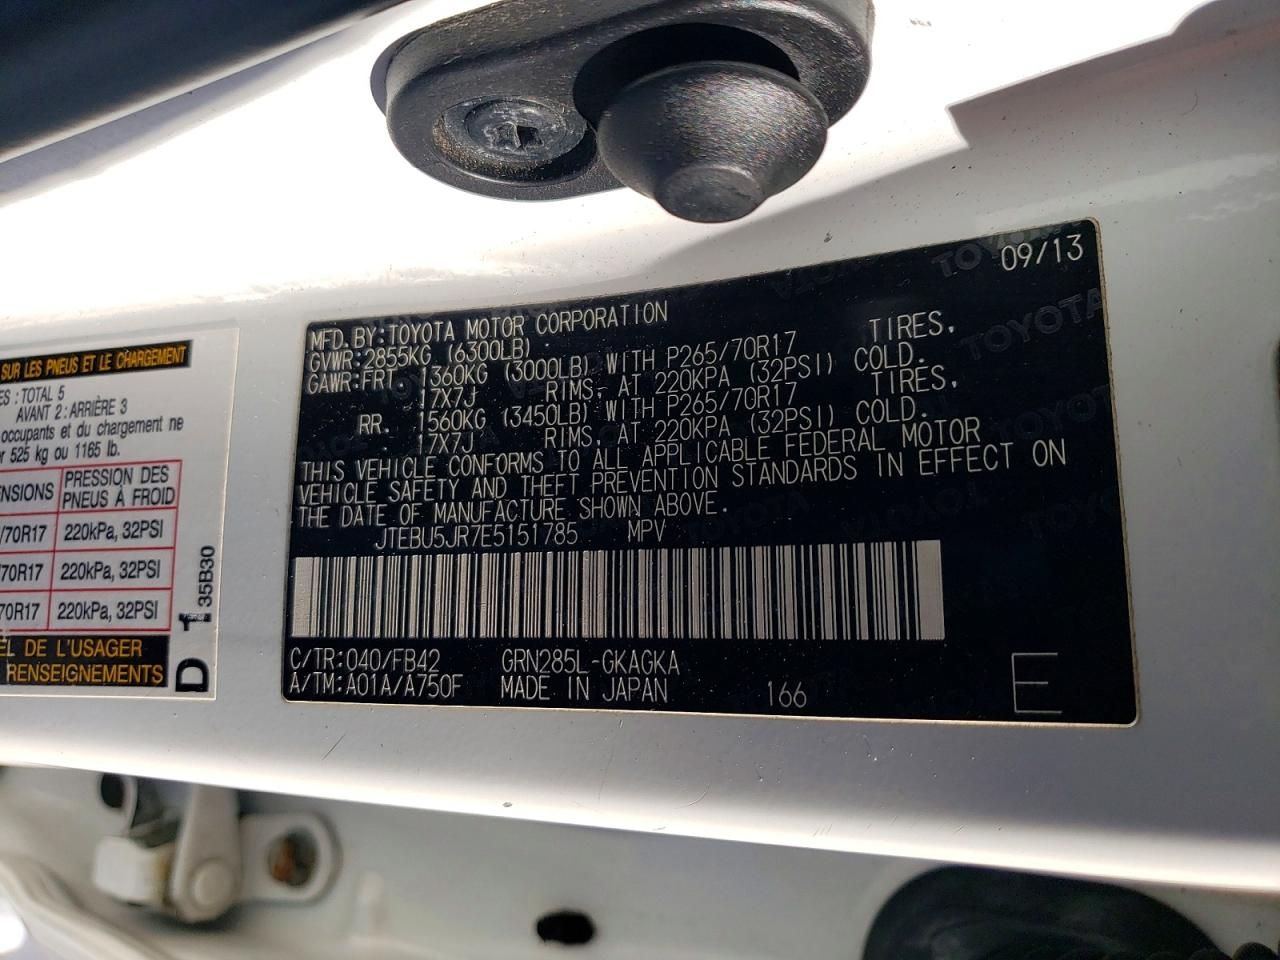 SUR LES PNEUS ET LE CHARGEMENT
ES : TOTAL 5
AVANT 2 : ARRIÈRE 3
occupants et du chargement ne
r 525 kg ou 1165 lb.
ENSIONS PRESSION DES PNEUS À FROID
/70R17 220kPa, 32PSI
/70R17 220kPa, 32PSI
70R17 220kPa, 32PSI
EL DE L'USAGER
RENSEIGNEMENTS
35B30
09/13
MFD. BY: TOYOTA MOTOR CORPORATION
GVWR: 2855KG (6300LB)
GAWR: FRT. 1360KG (3000LB) WITH P265/70R17 TIRES,
17X7J RIMS, AT 220KPA (32PSI) COLD.
RR. 1560KG (3450LB) WITH P265/70R17 TIRES,
17X7J RIMS, AT 220KPA (32PSI) COLD.
THIS VEHICLE CONFORMS TO ALL APPLICABLE FEDERAL MOTOR
VEHICLE SAFETY AND THEFT PREVENTION STANDARDS IN EFFECT ON
THE DATE OF MANUFACTURE SHOWN ABOVE.
JTEBU5JR7E5151785 MPV
C/TR: 040/FB42 GRN285L-GKAGKA
A/TM: A01A/A750F MADE IN JAPAN 166 E